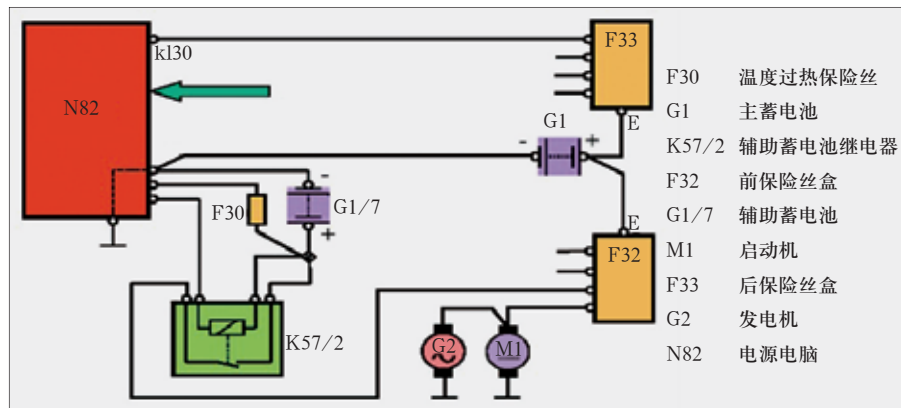 kl30
N82
F33
E
G1
-
+
-
+
F30
G1/7
E
F32
K57/2
G2
M1
F30 温度过热保险丝
G1 主蓄电池
K57/2 辅助蓄电池继电器
F32 前保险丝盒
G1/7 辅助蓄电池
M1 启动机
F33 后保险丝盒
G2 发电机
N82 电源电脑